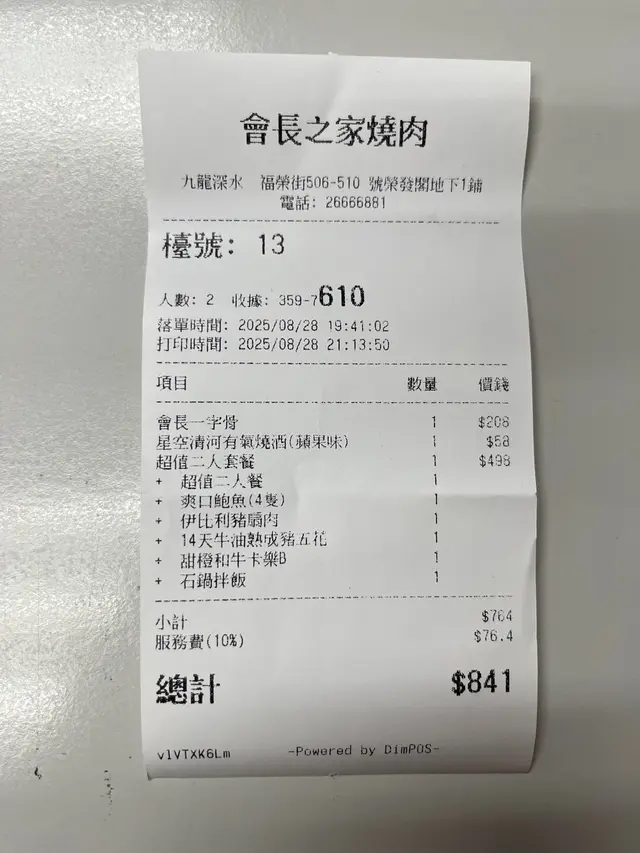 會長之家燒肉
九龍深水 福榮街506-510 號榮發閣地下1鋪
電話: 26666881
檯號: 13
人數: 2 收據: 359-7610
落單時間: 2025/08/28 19:41:02
打印時間: 2025/08/28 21:13:50
項目 數量 價錢
會長一字骨 1 $208
星空清河有氣燒酒(蘋果味) 1 $58
超值二人套餐 1 $498
+ 超值二人餐 1
+ 爽口鮑魚(4隻) 1
+ 伊比利豬扇肉 1
+ 14天牛油熟成豬五花 1
+ 甜橙和牛卡樂B 1
+ 石鍋拌飯 1
小計 $764
服務費(10%) $76.4
總計 $841
v1VTXK6Lm -Powered by DimPOS-